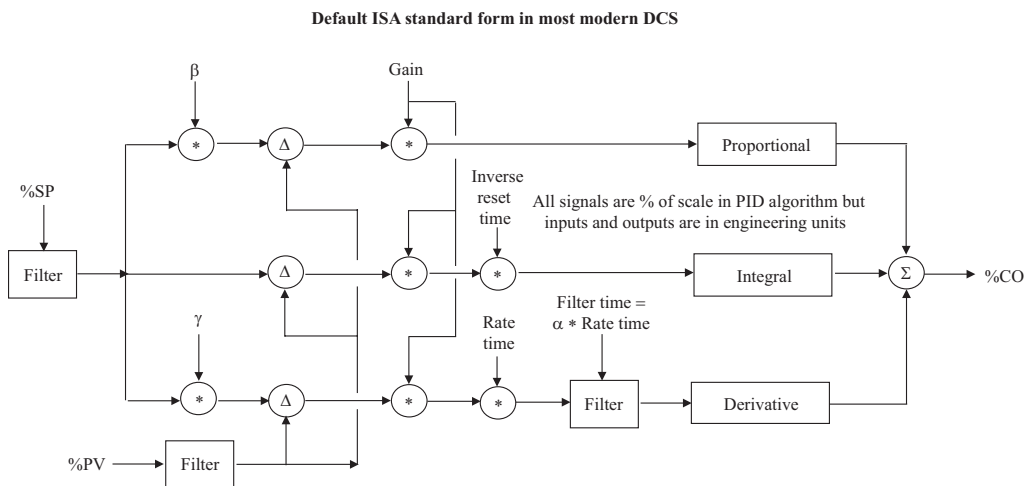 Default ISA standard form in most modern DCS
β
Gain
*
Δ
*
Proportional
%SP
Inverse
reset
time
All signals are % of scale in PID algorithm but
inputs and outputs are in engineering units
Filter
Δ
*
*
Integral
Σ
%CO
γ
Rate
time
Filter time =
α * Rate time
*
Δ
*
*
Filter
Derivative
%PV
Filter